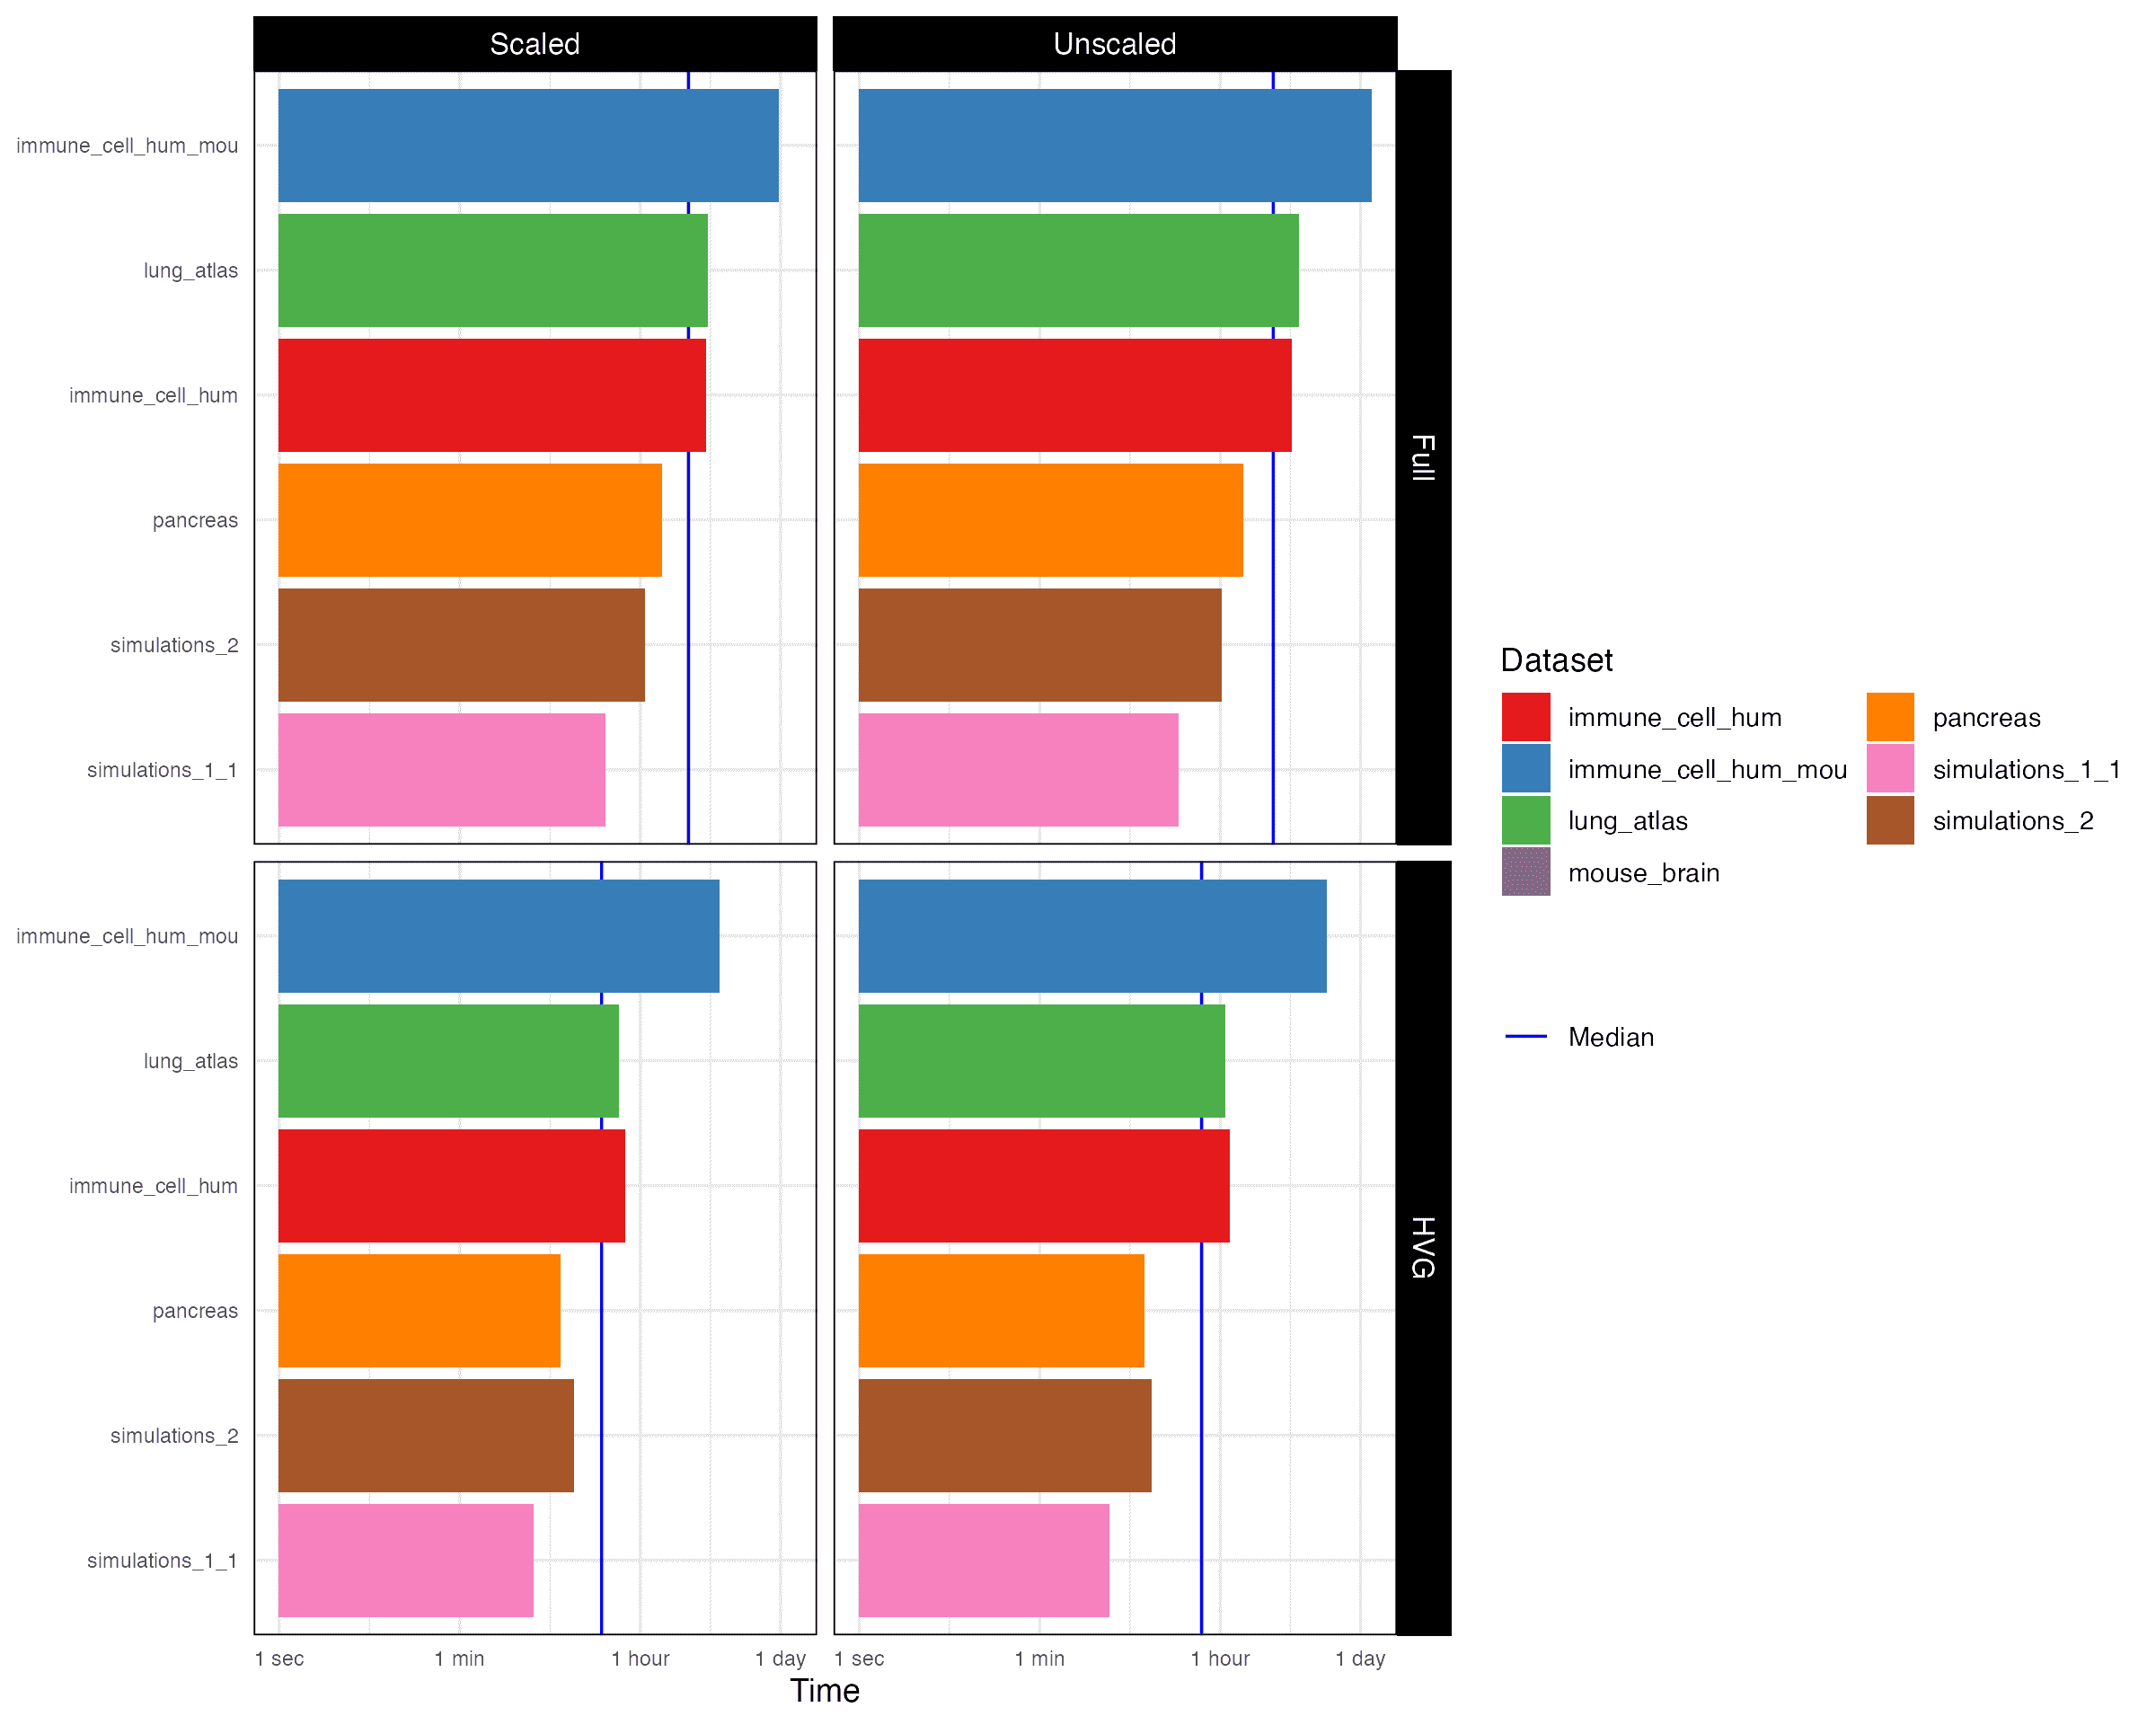 Scaled
Unscaled
immune_cell_hum_mou
lung_atlas
immune_cell_hum
pancreas
simulations_2
simulations_1_1
Full
immune_cell_hum_mou
lung_atlas
immune_cell_hum
pancreas
simulations_2
simulations_1_1
HVG
1 sec 1 min 1 hour 1 day
1 sec 1 min 1 hour 1 day
Time
Dataset
immune_cell_hum
immune_cell_hum_mou
lung_atlas
mouse_brain
pancreas
simulations_1_1
simulations_2
Median